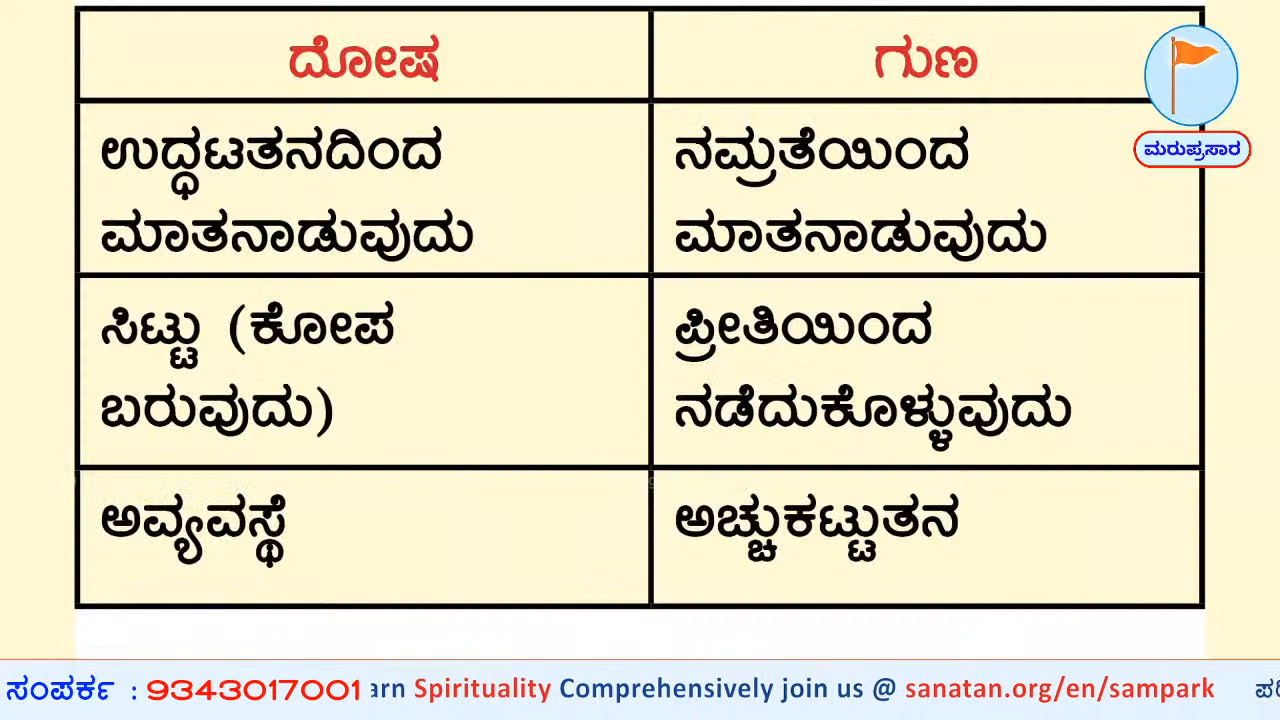 ದೋಷ
ಗುಣ
ಮರುಪ್ರಸಾರ
ಉದ್ಧಟತನದಿಂದ
ಮಾತನಾಡುವುದು
ನಮ್ರತೆಯಿಂದ
ಮಾತನಾಡುವುದು
ಸಿಟ್ಟು (ಕೋಪ
ಬರುವುದು)
ಪ್ರೀತಿಯಿಂದ
ನಡೆದುಕೊಳ್ಳುವುದು
ಅವ್ಯವಸ್ಥೆ
ಅಚ್ಚುಕಟ್ಟುತನ
ಸಂಪರ್ಕ : 9343017001 arn Spirituality Comprehensively join us @ sanatan.org/en/sampark